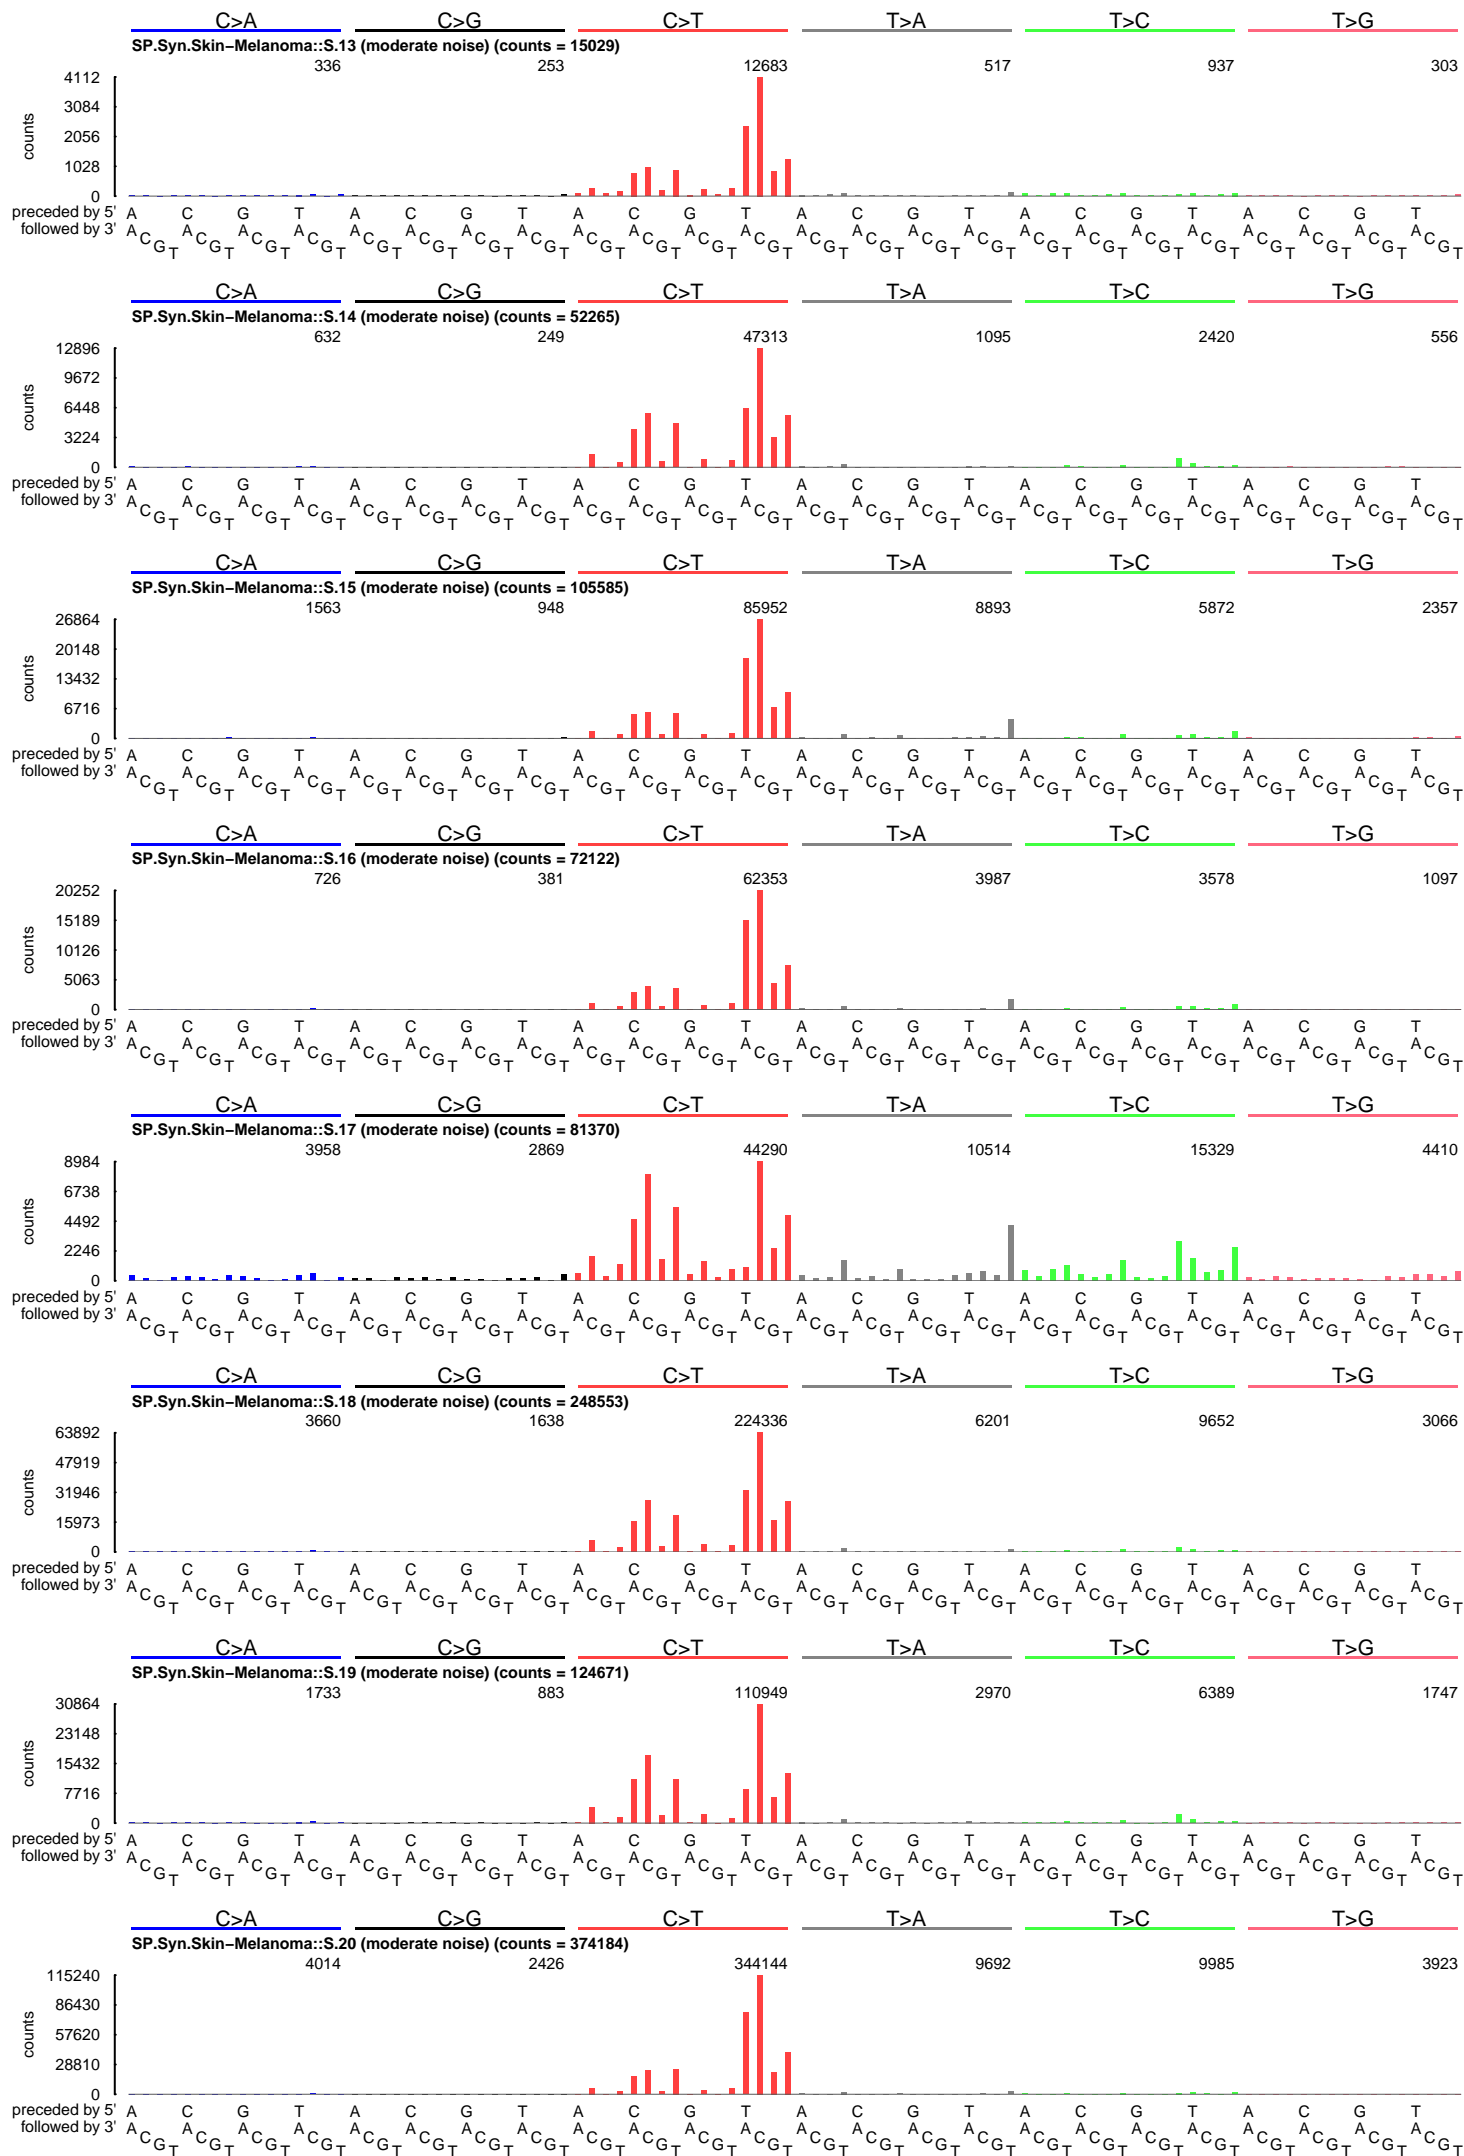 C>A C>G C>T T>A T>C T>G
SP.Syn.Skin−Melanoma::S.13 (moderate noise) (counts = 15029)
336 253 12683 517 937 303
4112
3084
2056
1028
0
counts
preceded by 5' A C G T A C G T A C G T A C G T A C G T A C G T
followed by 3' A C G T A C G T A C G T A C G T A C G T A C G T A C G T A C G T A C G T A C G T A C G T A C G T A C G T A C G T A C G T A C G T A C G T A C G T A C G T A C G T A C G T A C G T A C G T A C G T
C>A C>G C>T T>A T>C T>G
SP.Syn.Skin−Melanoma::S.14 (moderate noise) (counts = 52265)
632 249 47313 1095 2420 556
12896
9672
6448
3224
0
counts
preceded by 5' A C G T A C G T A C G T A C G T A C G T A C G T
followed by 3' A C G T A C G T A C G T A C G T A C G T A C G T A C G T A C G T A C G T A C G T A C G T A C G T A C G T A C G T A C G T A C G T A C G T A C G T A C G T A C G T A C G T A C G T A C G T A C G T
C>A C>G C>T T>A T>C T>G
SP.Syn.Skin−Melanoma::S.15 (moderate noise) (counts = 105585)
1563 948 85952 8893 5872 2357
26864
20148
13432
6716
0
counts
preceded by 5' A C G T A C G T A C G T A C G T A C G T A C G T
followed by 3' A C G T A C G T A C G T A C G T A C G T A C G T A C G T A C G T A C G T A C G T A C G T A C G T A C G T A C G T A C G T A C G T A C G T A C G T A C G T A C G T A C G T A C G T A C G T A C G T
C>A C>G C>T T>A T>C T>G
SP.Syn.Skin−Melanoma::S.16 (moderate noise) (counts = 72122)
726 381 62353 3987 3578 1097
20252
15189
10126
5063
0
counts
preceded by 5' A C G T A C G T A C G T A C G T A C G T A C G T
followed by 3' A C G T A C G T A C G T A C G T A C G T A C G T A C G T A C G T A C G T A C G T A C G T A C G T A C G T A C G T A C G T A C G T A C G T A C G T A C G T A C G T A C G T A C G T A C G T A C G T
C>A C>G C>T T>A T>C T>G
SP.Syn.Skin−Melanoma::S.17 (moderate noise) (counts = 81370)
3958 2869 44290 10514 15329 4410
8984
6738
4492
2246
0
counts
preceded by 5' A C G T A C G T A C G T A C G T A C G T A C G T
followed by 3' A C G T A C G T A C G T A C G T A C G T A C G T A C G T A C G T A C G T A C G T A C G T A C G T A C G T A C G T A C G T A C G T A C G T A C G T A C G T A C G T A C G T A C G T A C G T A C G T
C>A C>G C>T T>A T>C T>G
SP.Syn.Skin−Melanoma::S.18 (moderate noise) (counts = 248553)
3660 1638 224336 6201 9652 3066
63892
47919
31946
15973
0
counts
preceded by 5' A C G T A C G T A C G T A C G T A C G T A C G T
followed by 3' A C G T A C G T A C G T A C G T A C G T A C G T A C G T A C G T A C G T A C G T A C G T A C G T A C G T A C G T A C G T A C G T A C G T A C G T A C G T A C G T A C G T A C G T A C G T A C G T
C>A C>G C>T T>A T>C T>G
SP.Syn.Skin−Melanoma::S.19 (moderate noise) (counts = 124671)
1733 883 110949 2970 6389 1747
30864
23148
15432
7716
0
counts
preceded by 5' A C G T A C G T A C G T A C G T A C G T A C G T
followed by 3' A C G T A C G T A C G T A C G T A C G T A C G T A C G T A C G T A C G T A C G T A C G T A C G T A C G T A C G T A C G T A C G T A C G T A C G T A C G T A C G T A C G T A C G T A C G T A C G T
C>A C>G C>T T>A T>C T>G
SP.Syn.Skin−Melanoma::S.20 (moderate noise) (counts = 374184)
4014 2426 344144 9692 9985 3923
115240
86430
57620
28810
0
counts
preceded by 5' A C G T A C G T A C G T A C G T A C G T A C G T
followed by 3' A C G T A C G T A C G T A C G T A C G T A C G T A C G T A C G T A C G T A C G T A C G T A C G T A C G T A C G T A C G T A C G T A C G T A C G T A C G T A C G T A C G T A C G T A C G T A C G T